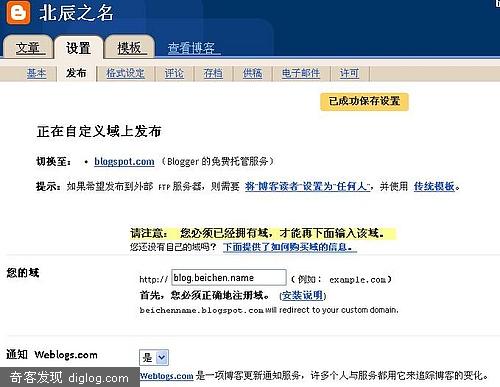 北辰之名
文章 设置 模板 查看博客
基本 发布 格式设定 评论 存档 供稿 电子邮件 许可
已成功保存设置
正在自定义域上发布
切换至： • blogspot.com （Blogger 的免费托管服务）
提示： 如果希望发布到外部 FTP 服务器，则需要 将“博客读者”设置为“任何人”，并使用 传统模板。
请注意： 您必须已经拥有域，才能再下面输入该域。
您还没有自己的域吗？ 下面提供了如何购买域的信息。
您的域 http:// blog.beichen.name （例如： example.com）
首先，您必须正确地注册域。 （安装说明）
beichenname.blogspot.com will redirect to your custom domain.
通知 Weblogs.com 是
Weblogs.com 是一项博客更新通知服务，许多个人与服务都用它来追踪博客的变化。
奇客发现 diglog.com